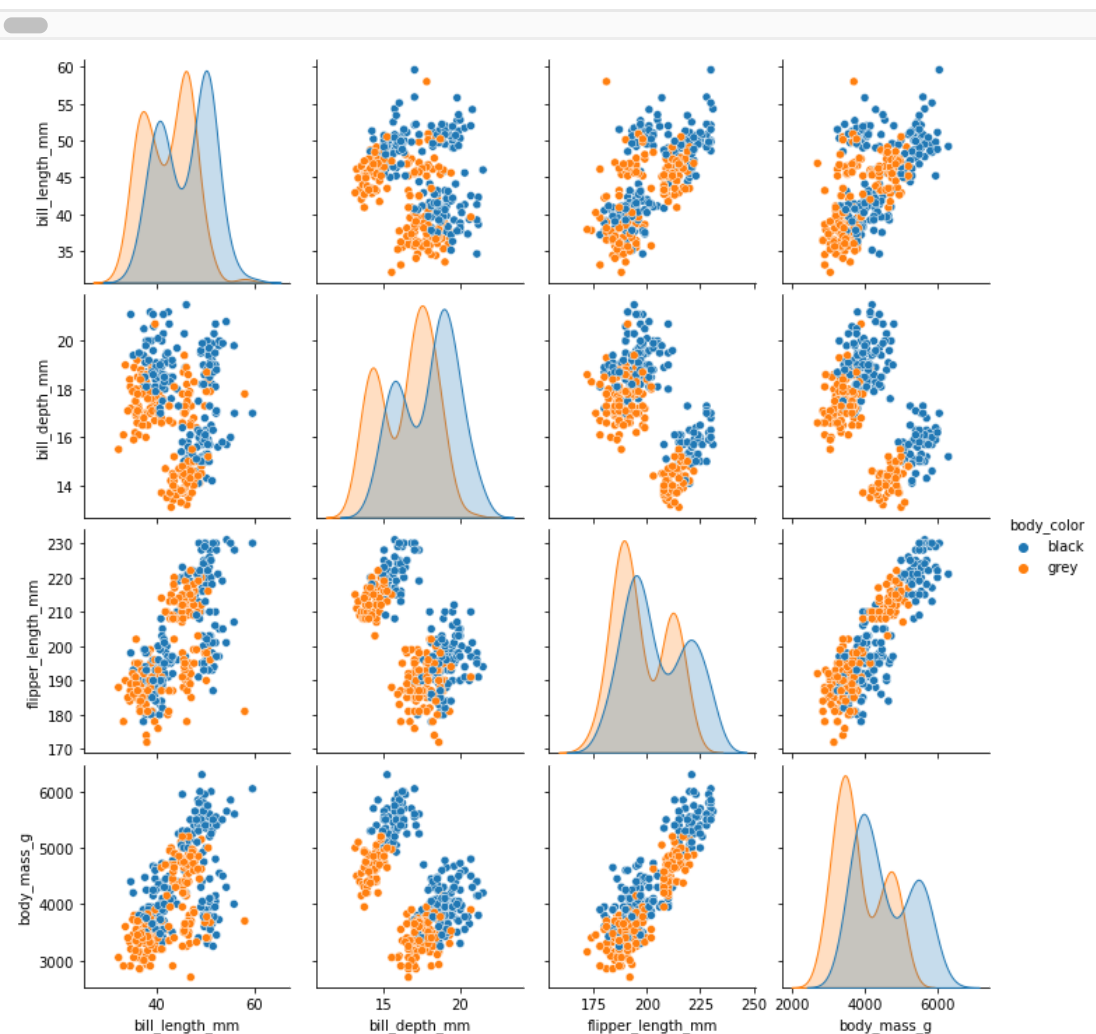 60
55
50
45
40
35
bill_length_mm
20
18
16
14
bill_depth_mm
body_color
black
grey
230
220
210
200
190
180
170
flipper_length_mm
6000
5000
4000
3000
body_mass_g
40 60 15 20 175 200 225 250 2000 4000 6000
bill_length_mm bill_depth_mm flipper_length_mm body_mass_g